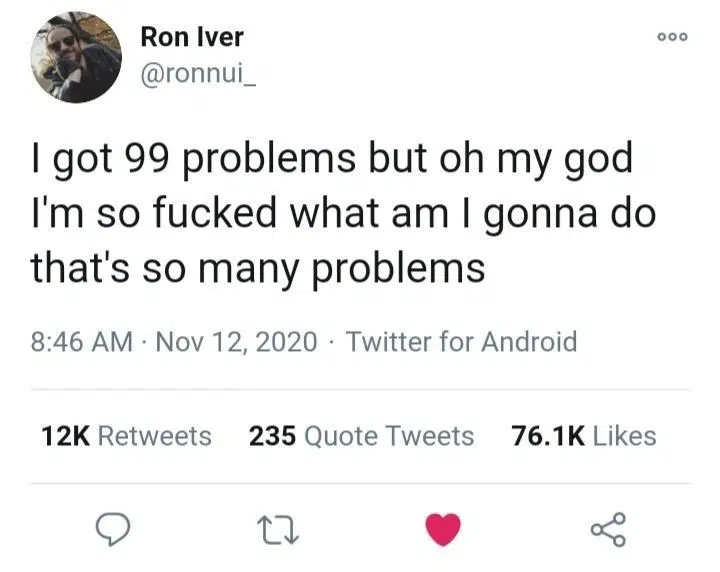 Ron Iver
@ronnui_
I got 99 problems but oh my god
I'm so fucked what am I gonna do
that's so many problems
8:46 AM · Nov 12, 2020 · Twitter for Android
12K Retweets 235 Quote Tweets 76.1K Likes